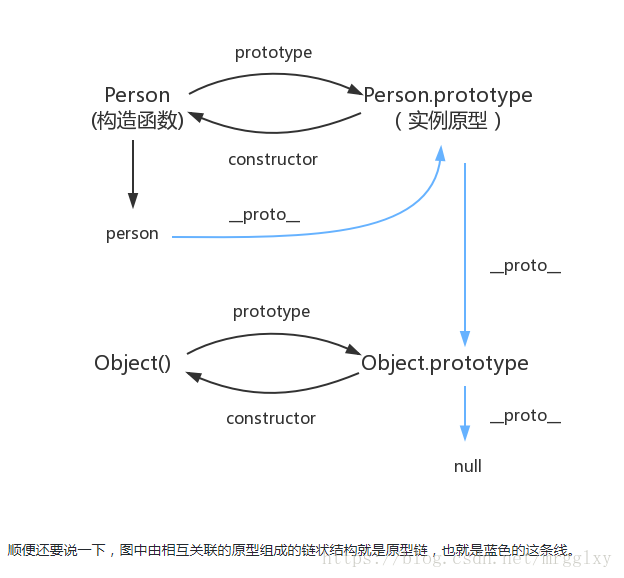 prototype
Person
(构造函数)
Person.prototype
（实例原型）
constructor
__proto__
person
__proto__
prototype
Object()
Object.prototype
constructor
__proto__
null
顺便还要说一下，图中由相互关联的原型组成的链状结构就是原型链，也就是蓝色的这条线。
https://blog.csdn.net/mrgglxy